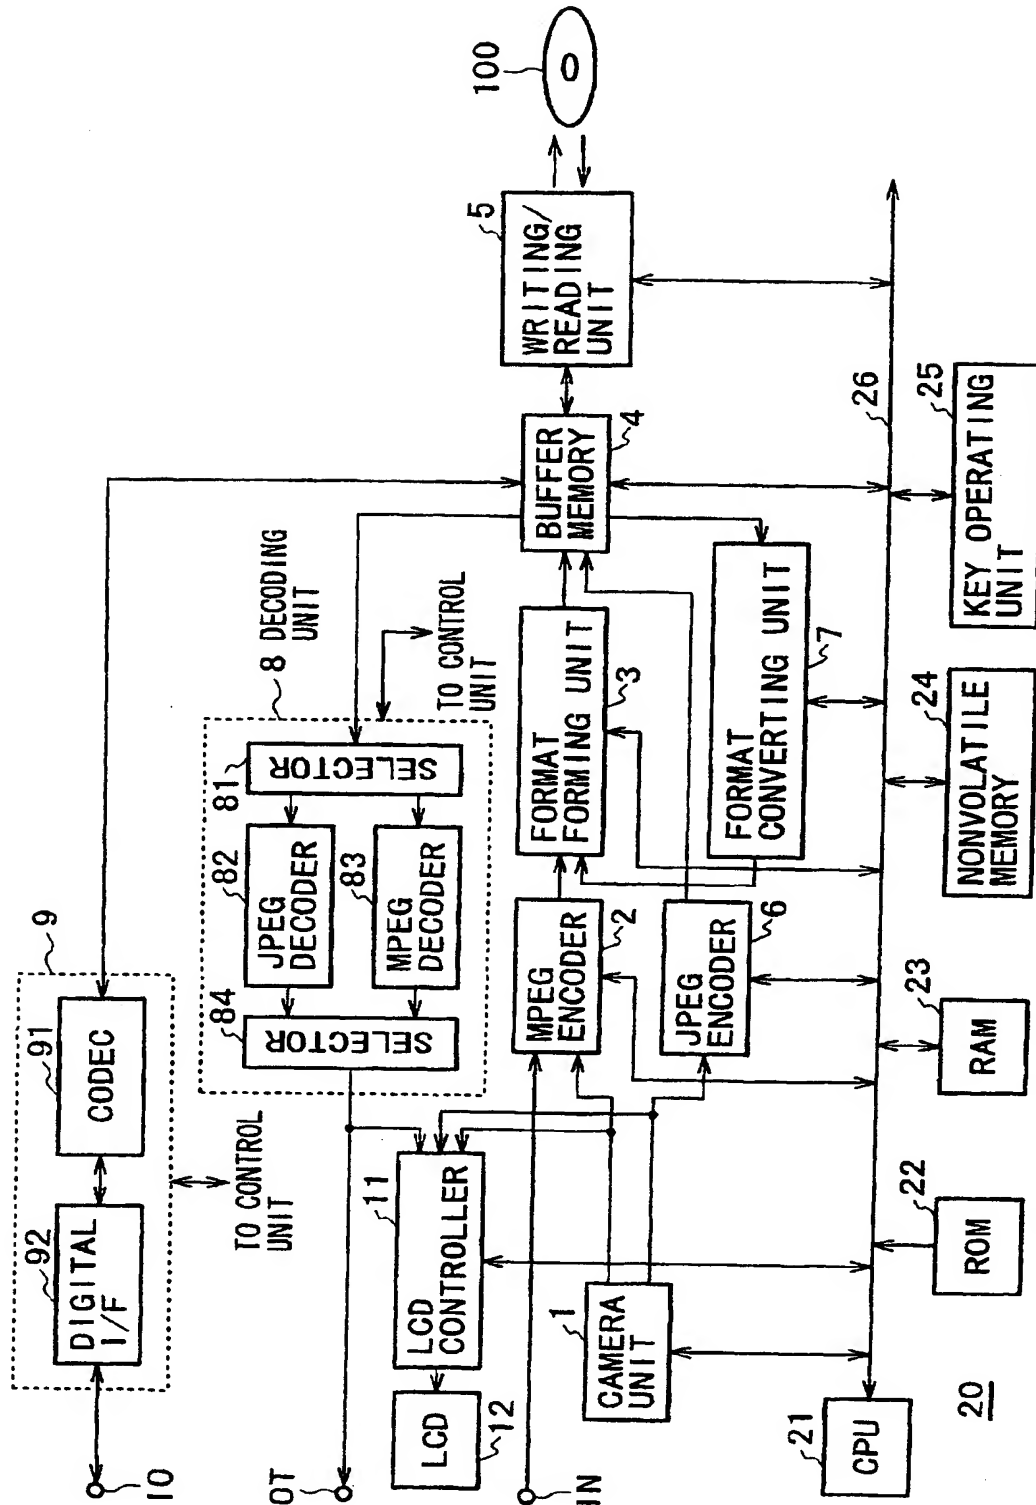 9
92
DIGITAL
I/F
91
CODEC
IO
TO CONTROL
UNIT
8 DECODING
UNIT
84
SELECTOR
82
JPEG
DECODER
83
MPEG
DECODER
81
SELECTOR
TO CONTROL
UNIT
OT
12
LCD
11
LCD
CONTROLLER
IN
1
CAMERA
UNIT
MPEG
ENCODER
2
JPEG
ENCODER
6
FORMAT
FORMING UNIT
3
FORMAT
CONVERTING UNIT
7
BUFFER
MEMORY
4
5
WRITING/
READING
UNIT
100
20
21
CPU
22
ROM
23
RAM
24
NONVOLATILE
MEMORY
25
KEY OPERATING
UNIT
26